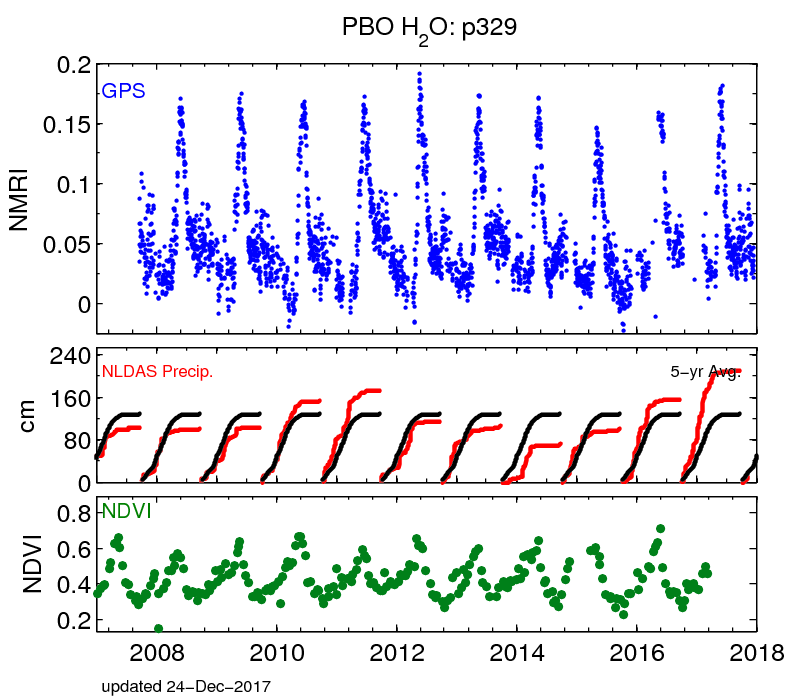 PBO H2O: p329
0.2
GPS
0.15
0.1
NMRI
0.05
0
240
NLDAS Precip.
5−yr Avg.
160
cm
80
0
NDVI
0.8
0.6
NDVI
0.4
0.2
2008 2010 2012 2014 2016 2018
updated 24−Dec−2017